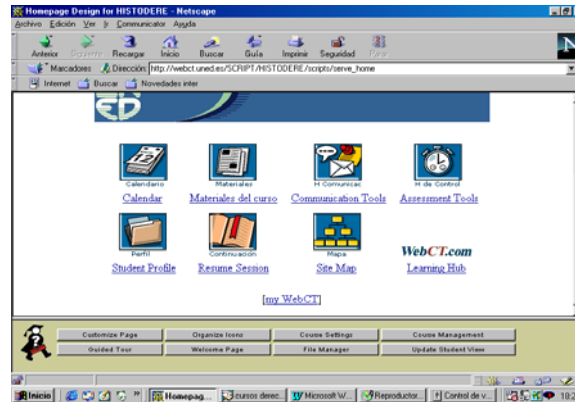 Homepage Design for HISTODERE - Netscape
Archivo Edición Ver Ir Communicator Ayuda
Anterior Siguiente Recargar Inicio Buscar Guía Imprimir Seguridad Parar
Marcadores Dirección: http://webct.uned.es/SCRIPT/HISTODERE/scripts/serve_home
Internet Buscar Novedades inter
ED
Calendario Materiales H Comunicac H de Control
Calendar Materiales del curso Communication Tools Assessment Tools
Perfil Continuación Mapa WebCT.com
Student Profile Resume Session Site Map Learning Hub
[my WebCT]
Customize Page Organize Icons Course Settings Course Management
Guided Tour Welcome Page File Manager Update Student View
Inicio Homepag... cursos derec... Microsoft W... Reproductor... Control de v...